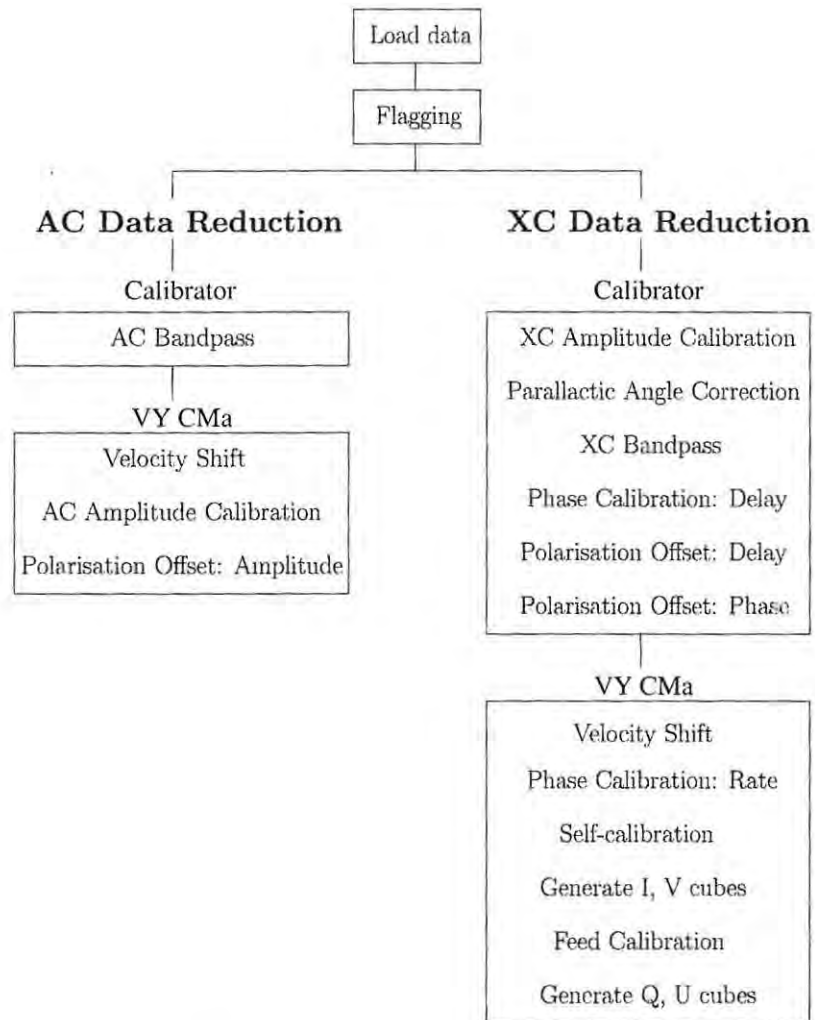 Load data
Flagging
AC Data Reduction
Calibrator
AC Bandpass
VY CMa
Velocity Shift
AC Amplitude Calibration
Polarisation Offset: Amplitude
XC Data Reduction
Calibrator
XC Amplitude Calibration
Parallactic Angle Correction
XC Bandpass
Phase Calibration: Delay
Polarisation Offset: Delay
Polarisation Offset: Phase
VY CMa
Velocity Shift
Phase Calibration: Rate
Self-calibration
Generate I, V cubes
Feed Calibration
Generate Q, U cubes